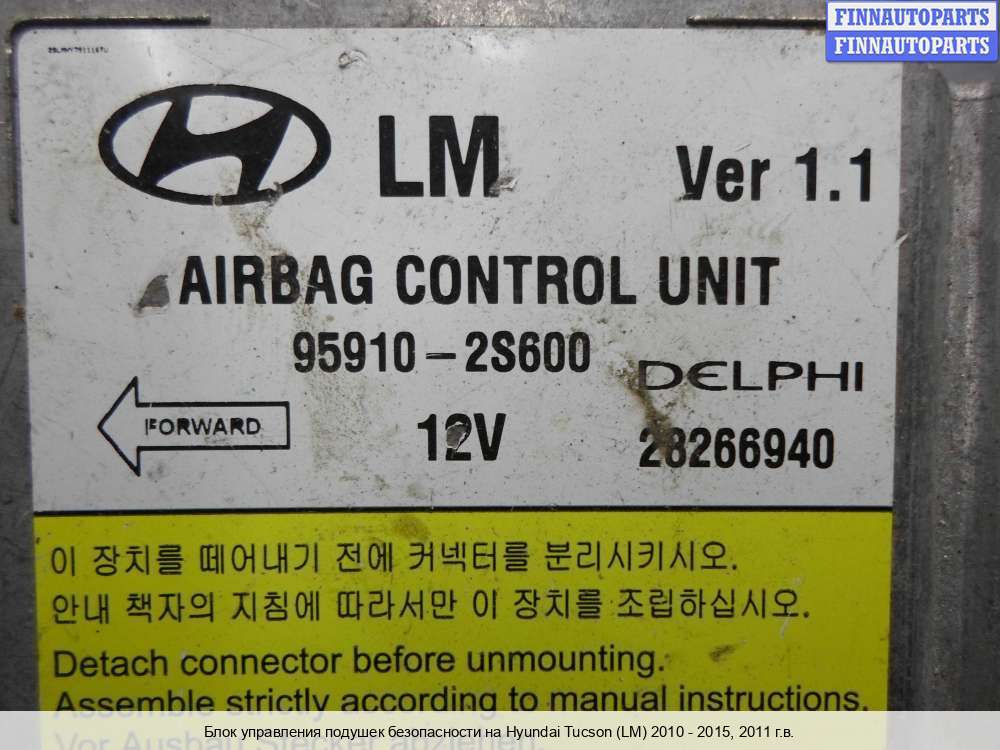 FINNAUTOPARTS
FINNAUTOPARTS
LM
Ver 1.1
AIRBAG CONTROL UNIT
95910-2S600
DELPHI
FORWARD
12V
28266940
이 장치를 떼어내기 전에 커넥터를 분리시키시오.
안내 책자의 지침에 따라서만 이 장치를 조립하십시오.
Detach connector before unmounting.
Assemble strictly according to manual instructions.
Vor Ausbau Stecker abziehen.
Блок управления подушек безопасности на Hyundai Tucson (LM) 2010 - 2015, 2011 г.в.